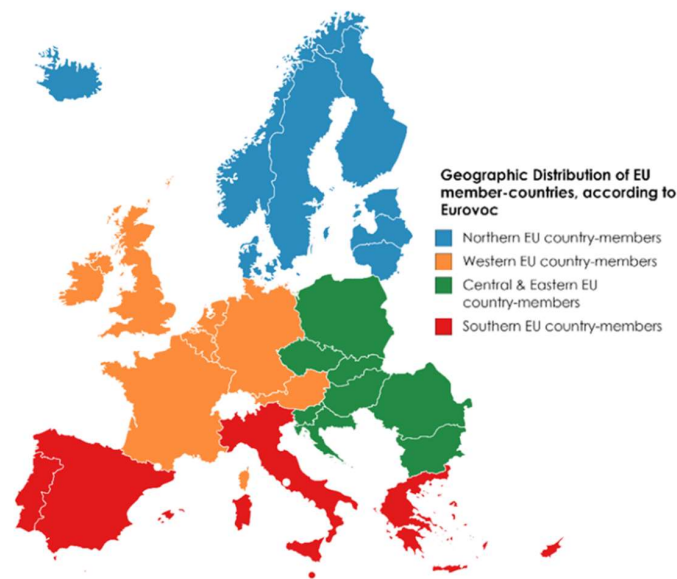 Geographic Distribution of EU
member-countries, according to
Eurovoc
Northern EU country-members
Western EU country-members
Central & Eastern EU
country-members
Southern EU country-members